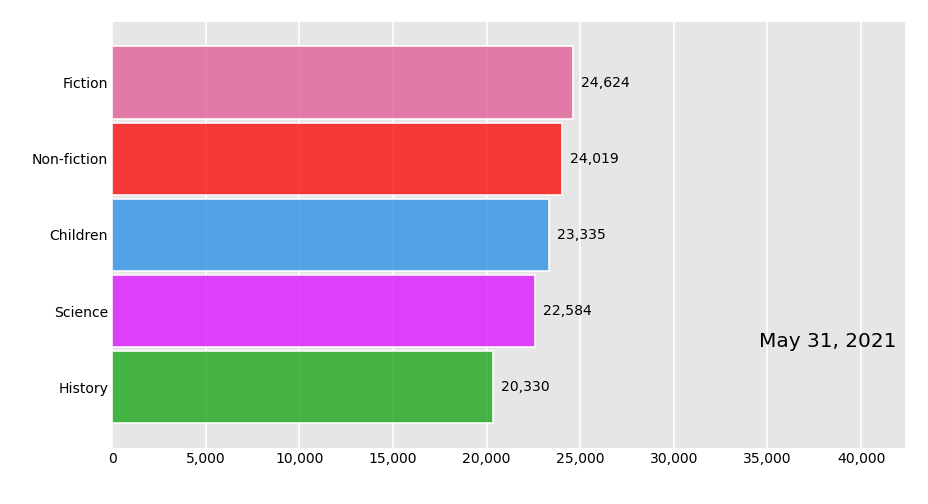 Fiction
24,624
Non-fiction
24,019
Children
23,335
Science
22,584
May 31, 2021
History
20,330
0
5,000
10,000
15,000
20,000
25,000
30,000
35,000
40,000